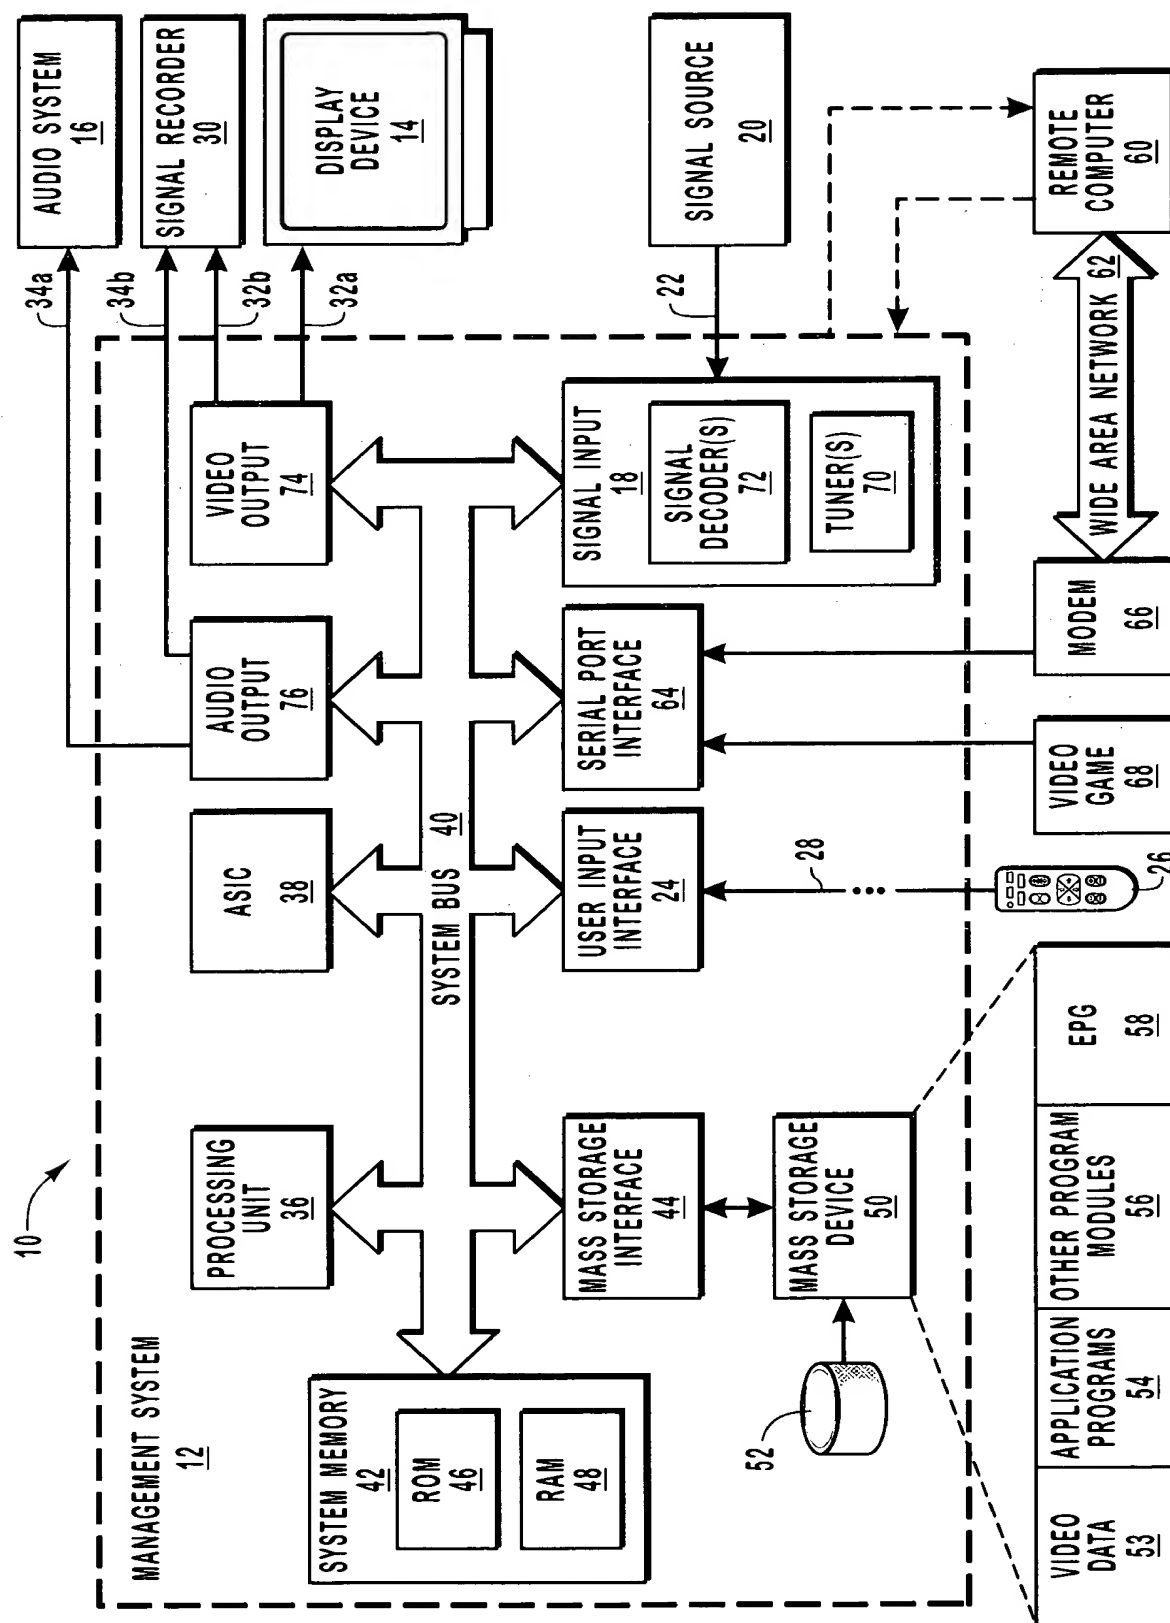 10
MANAGEMENT SYSTEM
12
PROCESSING
UNIT
36
ASIC
38
AUDIO
OUTPUT
76
VIDEO
OUTPUT
74
34a
34b
32b
32a
AUDIO SYSTEM
16
SIGNAL RECORDER
30
DISPLAY
DEVICE
14
SYSTEM MEMORY
42
ROM
46
RAM
48
SYSTEM BUS 40
MASS STORAGE
INTERFACE
44
USER INPUT
INTERFACE
24
SERIAL PORT
INTERFACE
64
SIGNAL INPUT
18
SIGNAL
DECODER(S)
72
TUNER(S)
70
22
SIGNAL SOURCE
20
52
MASS STORAGE
DEVICE
50
28
26
VIDEO
DATA
53
APPLICATION
PROGRAMS
54
OTHER PROGRAM
MODULES
56
EPG
58
VIDEO
GAME
68
MODEM
66
WIDE AREA NETWORK 62
REMOTE
COMPUTER
60